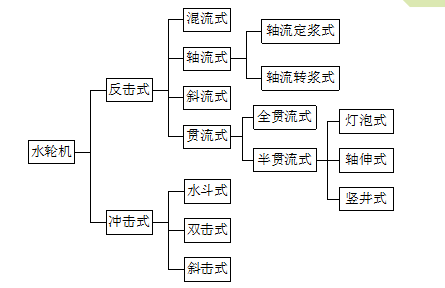 混流式
轴流定浆式
轴流式
轴流转浆式
反击式
斜流式
全贯流式
灯泡式
贯流式
水轮机
半贯流式
轴伸式
水斗式
竖井式
冲击式
双击式
斜击式